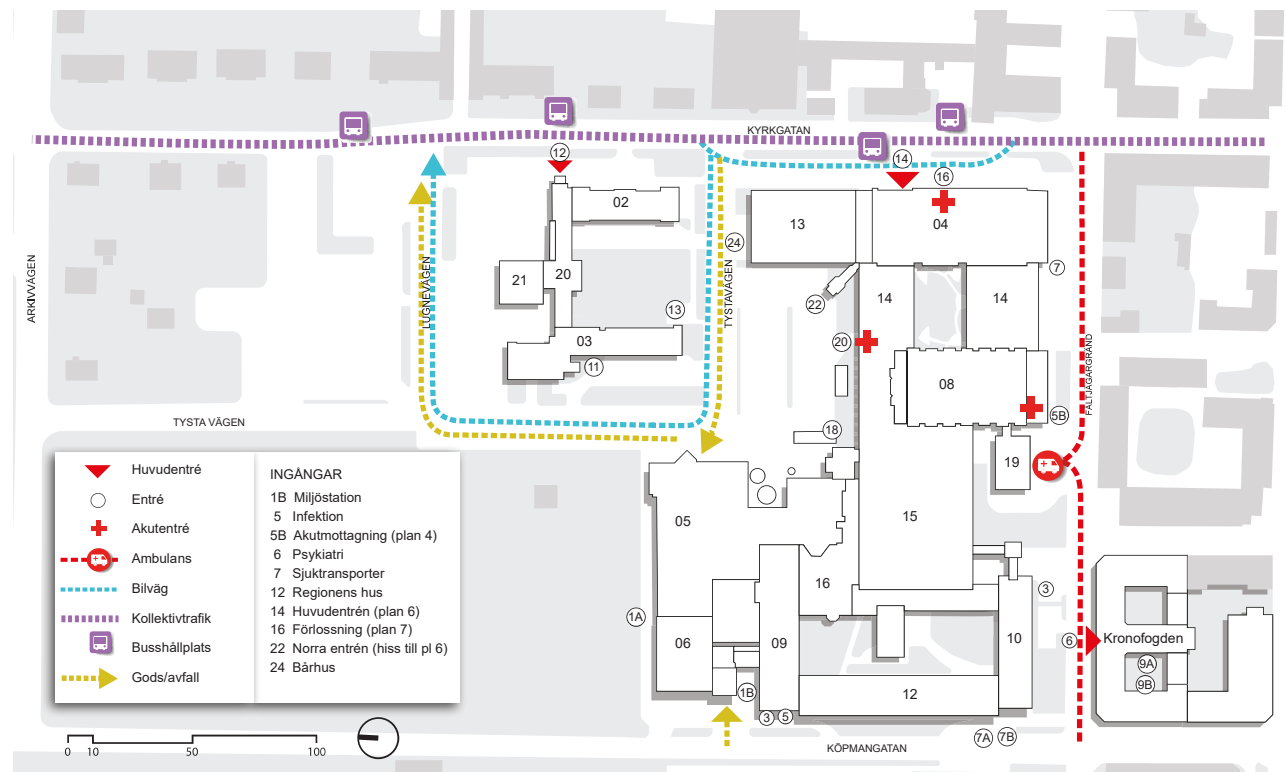 KYRKGATAN
12
14
16
02
13
04
24
7
ARKIVVÄGEN
LUGNEVÄGEN
TYSTAVÄGEN
FÄLTJÄGARGRÄND
21
20
22
14
14
13
03
11
20
08
5B
TYSTA VÄGEN
18
19
05
15
16
1A
06
09
3
10
6
Kronofogden
9A
9B
1B
12
3
5
7A
7B
KÖPMANGATAN
Huvudentré
Entré
Akutentré
Ambulans
Bilväg
Kollektivtrafik
Busshållplats
Gods/avfall
INGÅNGAR
1B Miljöstation
5 Infektion
5B Akutmottagning (plan 4)
6 Psykiatri
7 Sjuktransporter
12 Regionens hus
14 Huvudentrén (plan 6)
16 Förlossning (plan 7)
22 Norra entrén (hiss till pl 6)
24 Bårhus
0 10 50 100